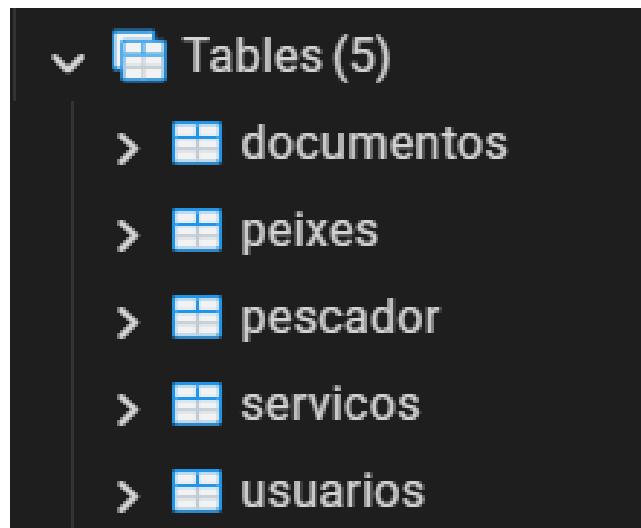 Tables (5)
documentos
peixes
pescador
servicos
usuarios